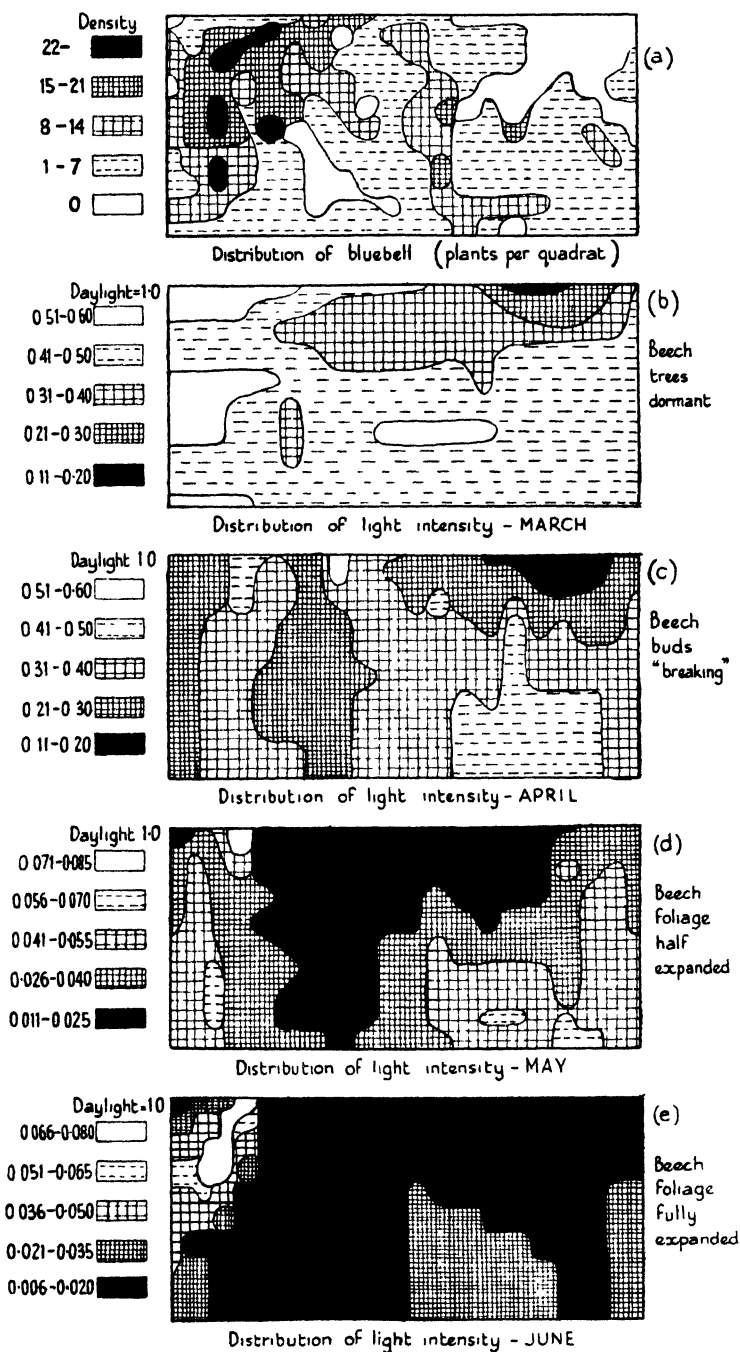 Density
22-
15-21
8-14
1-7
0
(a)
Distribution of bluebell (plants per quadrat)
Daylight=1·0
0 51-0 60
0 41-0 50
0 31-0 40
0 21-0 30
0 11-0·20
(b)
Beech
trees
dormant
Distribution of light intensity - MARCH
Daylight 1 0
0 51-0 60
0 41-0 50
0 31-0 40
0 21-0 30
0 11-0 20
(c)
Beech
buds
"breaking"
Distribution of light intensity - APRIL
Daylight 1·0
0 071-0·085
0 056-0 070
0 041-0·055
0·026-0 040
0 011-0 025
(d)
Beech
foliage
half
expanded
Distribution of light intensity - MAY
Daylight=1 0
0 066-0·080
0 051-0·065
0 036-0·050
0·021-0·035
0·006-0·020
(e)
Beech
Foliage
fully
expanded
Distribution of light intensity - JUNE